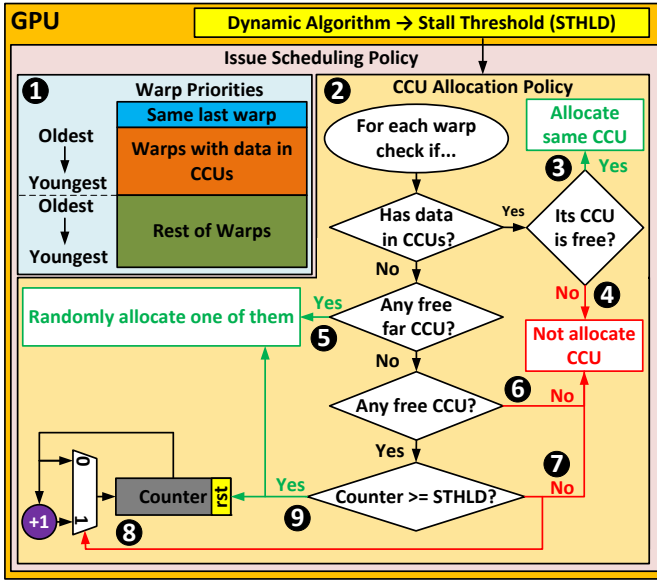 GPU
Dynamic Algorithm → Stall Threshold (STHLD)
Issue Scheduling Policy
1
Warp Priorities
Same last warp
Oldest
Youngest
Warps with data in
CCUs
Oldest
Youngest
Rest of Warps
2
CCU Allocation Policy
For each warp
check if...
Allocate
same CCU
3
Yes
Has data
in CCUs?
Yes
Its CCU
is free?
No
No
4
Randomly allocate one of them
Yes
5
Any free
far CCU?
Not allocate
CCU
No
Any free CCU?
6
No
Yes
7
0
+1
1
Counter
rst
8
Yes
9
Counter >= STHLD?
No